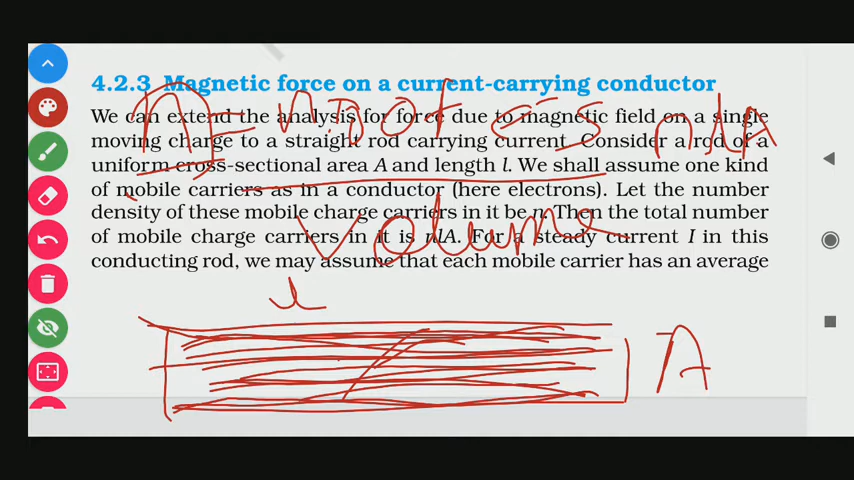 4.2.3 Magnetic force on a current-carrying conductor
We can extend the analysis for force due to magnetic field on a single
moving charge to a straight rod carrying current. Consider a rod of a
uniform cross-sectional area A and length l. We shall assume one kind
of mobile carriers as in a conductor (here electrons). Let the number
density of these mobile charge carriers in it be n. Then the total number
of mobile charge carriers in it is nlA. For a steady current I in this
conducting rod, we may assume that each mobile carrier has an average
n = no of e-s
volume
nlA
l
A